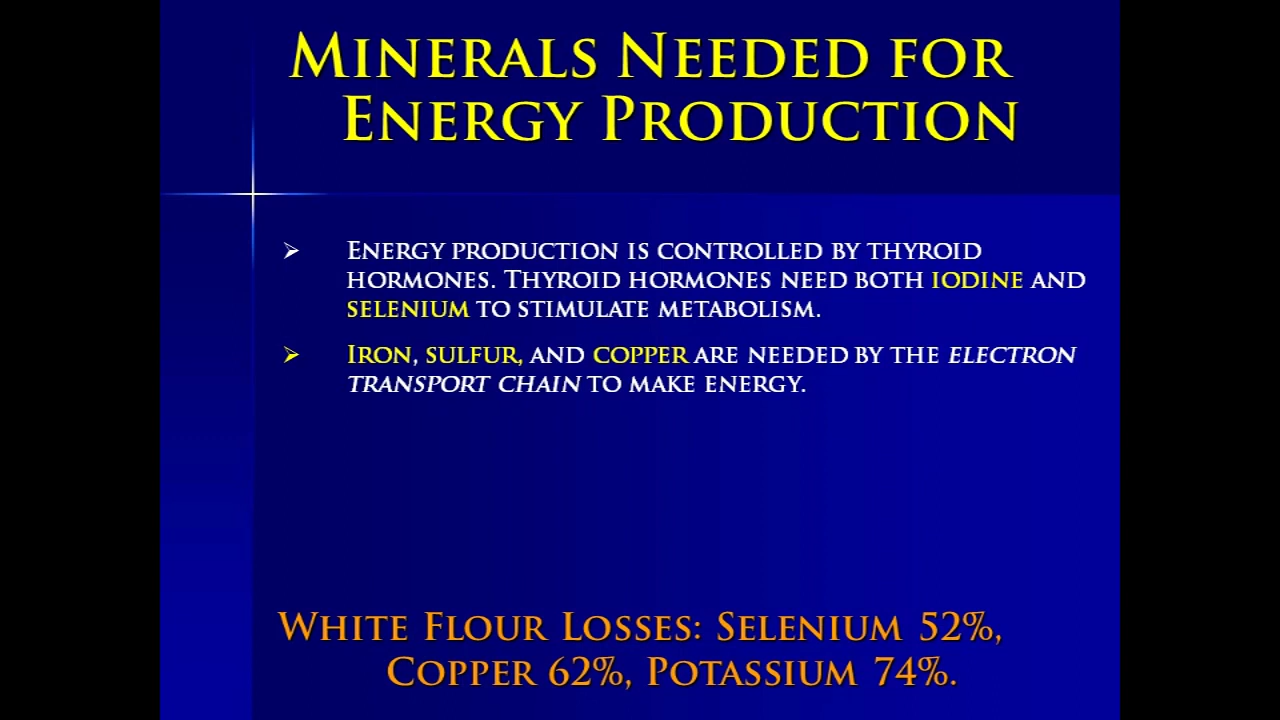 Minerals Needed for
Energy Production
Energy production is controlled by thyroid
hormones. Thyroid hormones need both iodine and
selenium to stimulate metabolism.
Iron, sulfur, and copper are needed by the electron
transport chain to make energy.
White Flour Losses: Selenium 52%,
Copper 62%, Potassium 74%.